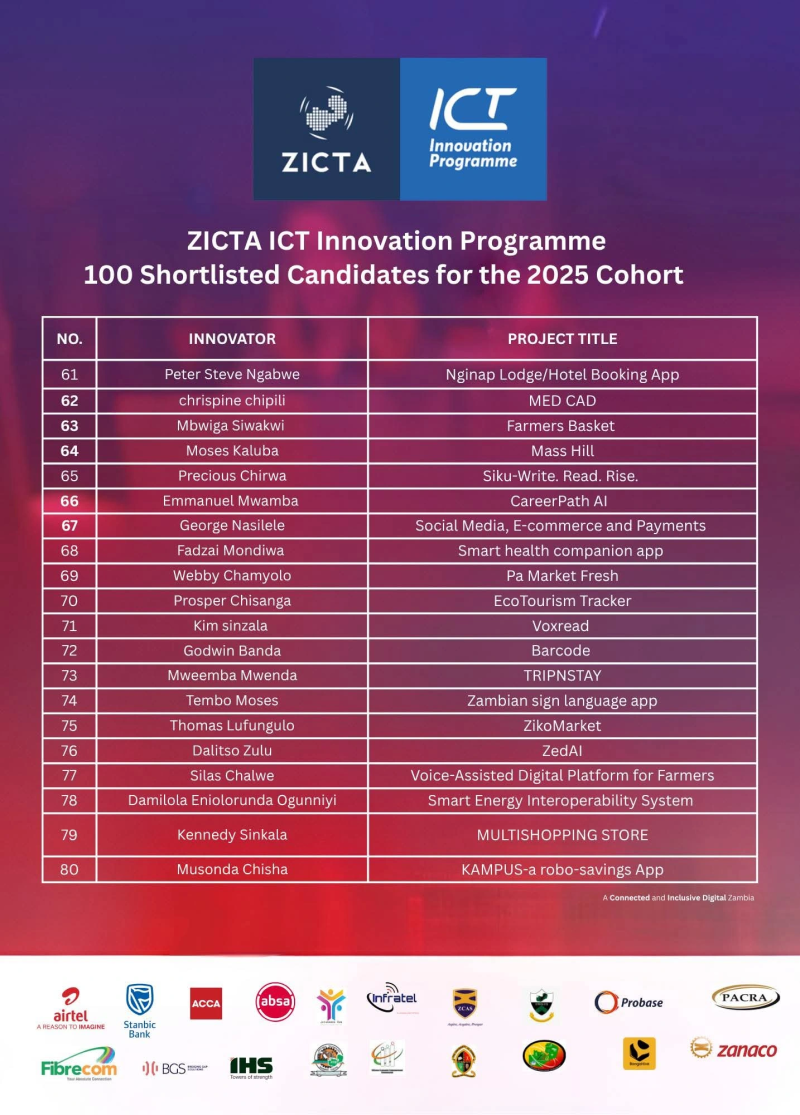 ZICTA
ICT
Innovation
Programme
ZICTA ICT Innovation Programme
100 Shortlisted Candidates for the 2025 Cohort
NO. INNOVATOR PROJECT TITLE
61 Peter Steve Ngabwe Nginap Lodge/Hotel Booking App
62 chrispine chipili MED CAD
63 Mbwiga Siwakwi Farmers Basket
64 Moses Kaluba Mass Hill
65 Precious Chirwa Siku-Write. Read. Rise.
66 Emmanuel Mwamba CareerPath AI
67 George Nasilele Social Media, E-commerce and Payments
68 Fadzai Mondiwa Smart health companion app
69 Webby Chamyolo Pa Market Fresh
70 Prosper Chisanga EcoTourism Tracker
71 Kim sinzala Voxread
72 Godwin Banda Barcode
73 Mweemba Mwenda TRIPNSTAY
74 Tembo Moses Zambian sign language app
75 Thomas Lufungulo ZikoMarket
76 Dalitso Zulu ZedAI
77 Silas Chalwe Voice-Assisted Digital Platform for Farmers
78 Damilola Eniolorunda Ogunniyi Smart Energy Interoperability System
79 Kennedy Sinkala MULTISHOPPING STORE
80 Musonda Chisha KAMPUS-a robo-savings App
A Connected and Inclusive Digital Zambia
airtel
A REASON TO IMAGINE
Stanbic
Bank
ACCA
absa
infratel
ZCAS
Probase
PACRA
Fibrecom
BGS
IHS
Towers of strength
zanaco